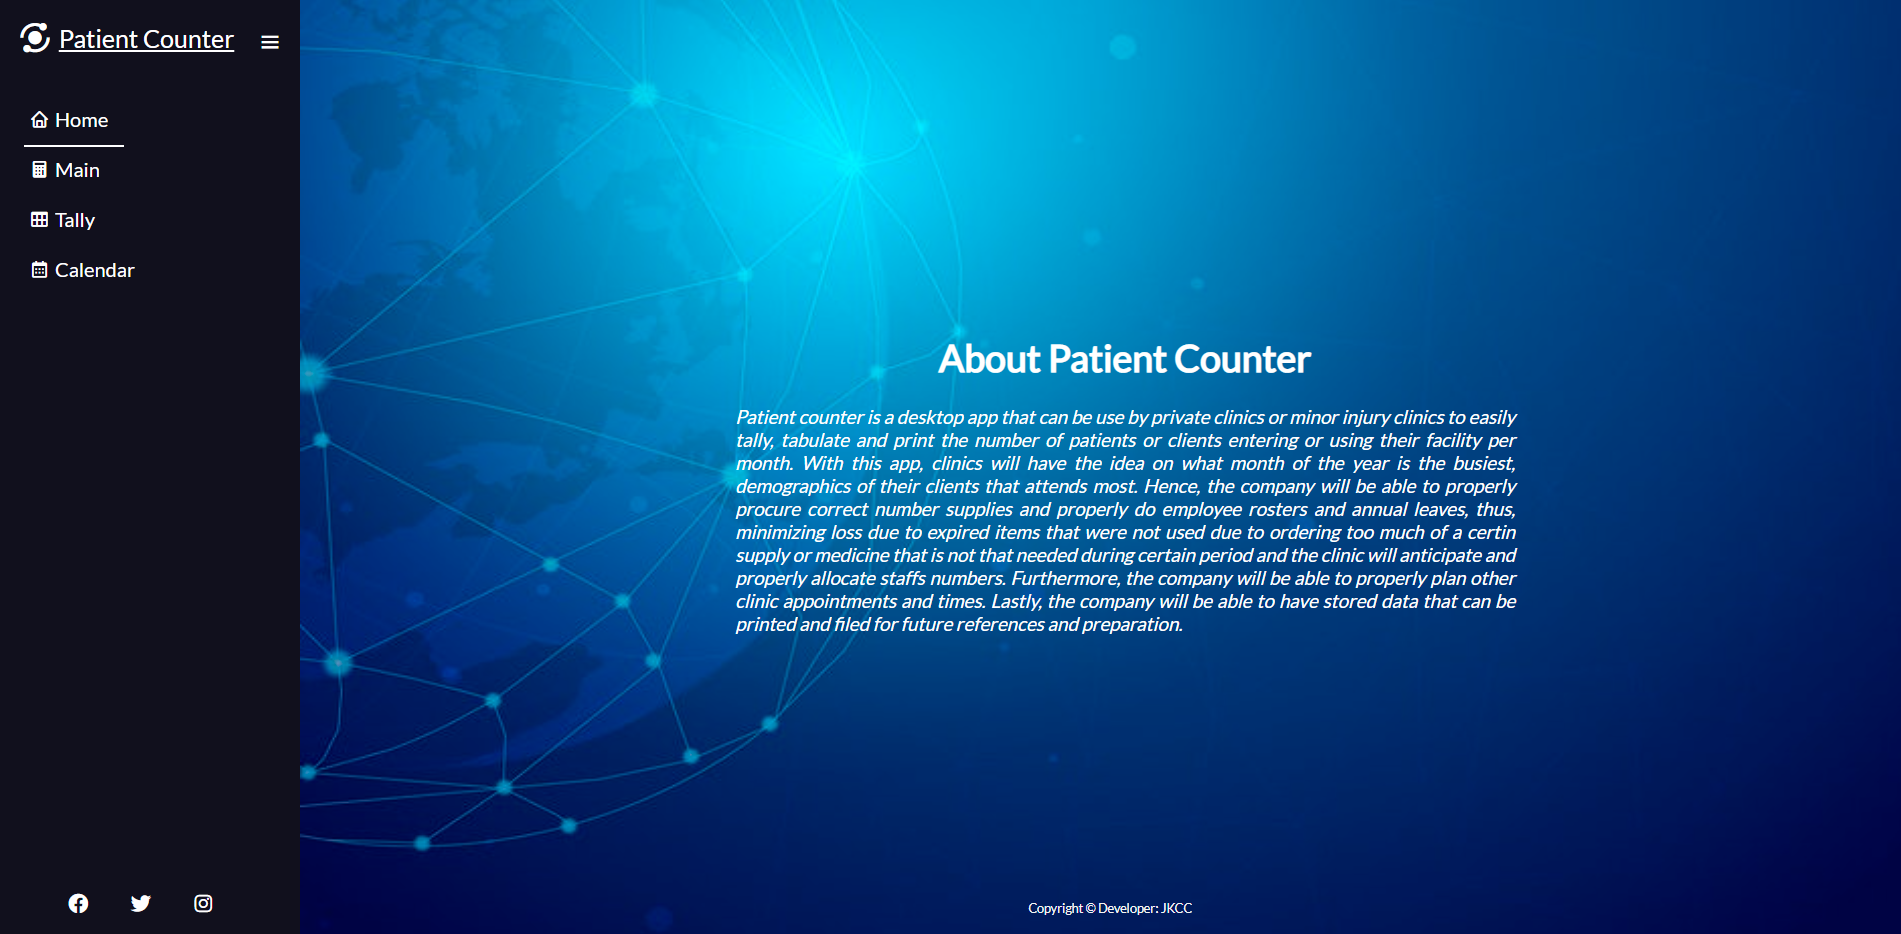 Patient Counter
Home
Main
Tally
Calendar
About Patient Counter
Patient counter is a desktop app that can be use by private clinics or minor injury clinics to easily
tally, tabulate and print the number of patients or clients entering or using their facility per
month. With this app, clinics will have the idea on what month of the year is the busiest,
demographics of their clients that attends most. Hence, the company will be able to properly
procure correct number supplies and properly do employee rosters and annual leaves, thus,
minimizing loss due to expired items that were not used due to ordering too much of a certin
supply or medicine that is not that needed during certain period and the clinic will anticipate and
properly allocate staffs numbers. Furthermore, the company will be able to properly plan other
clinic appointments and times. Lastly, the company will be able to have stored data that can be
printed and filed for future references and preparation.
Copyright © Developer: JKCC